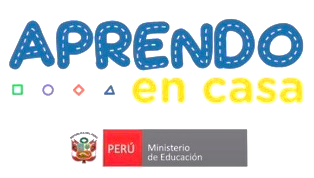 APRENDO
en casa
PERÚ Ministerio
de Educación